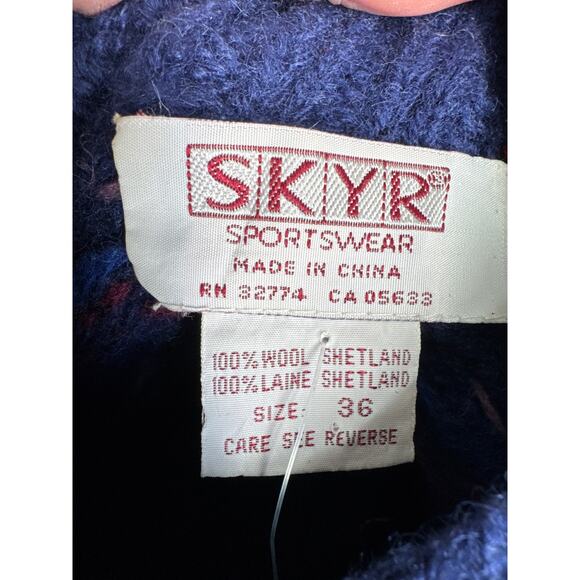 SKYR®
SPORTSWEAR
MADE IN CHINA
RN 32774 CA 05633
100% WOOL SHETLAND
100% LAINE SHETLAND
SIZE: 36
CARE SEE REVERSE